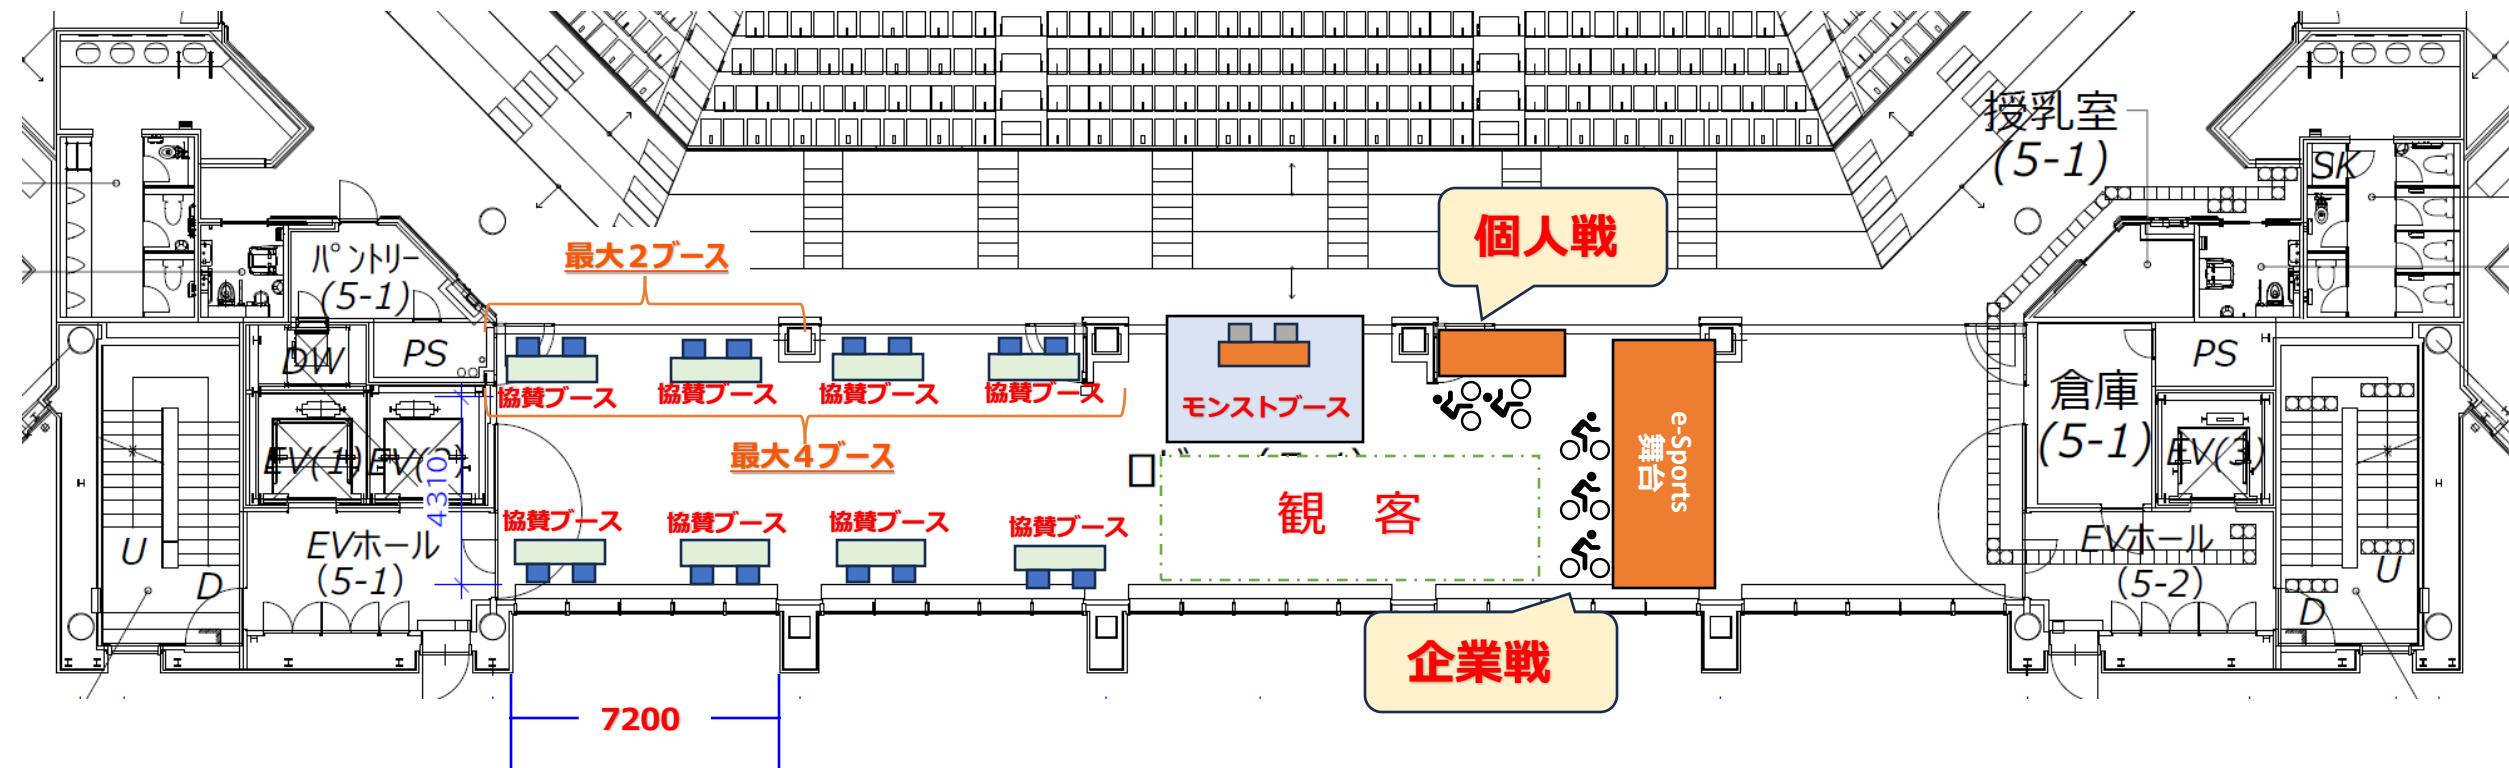 授乳室
(5-1)
SK
個人戦
最大２ブース
パントリー
(5-1)
DW
PS
PS
協賛ブース
協賛ブース
協賛ブース
協賛ブース
モンストブース
倉庫
(5-1)
e-Sports
舞台
EV(1)
EV(2)
EV(3)
4310
最大４ブース
観　客
協賛ブース
協賛ブース
協賛ブース
協賛ブース
U
D
EVホール
(5-1)
EVホール
(5-2)
U
D
企業戦
7200